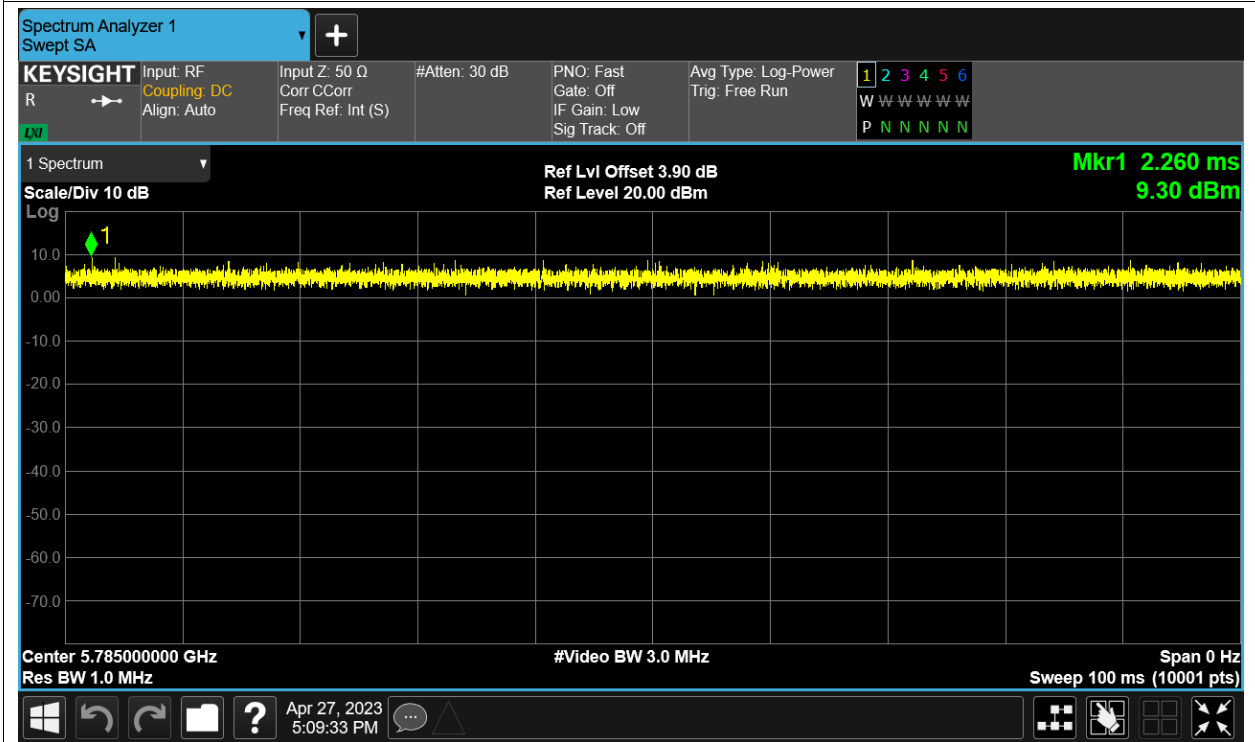 Spectrum Analyzer 1
Swept SA
+
KEYSIGHT
R
LXI
Input: RF
Coupling: DC
Align: Auto
Input Z: 50 Ω
Corr CCorr
Freq Ref: Int (S)
#Atten: 30 dB
PNO: Fast
Gate: Off
IF Gain: Low
Sig Track: Off
Avg Type: Log-Power
Trig: Free Run
1 2 3 4 5 6
W W W W W W
P N N N N N
1 Spectrum
Scale/Div 10 dB
Log
Ref Lvl Offset 3.90 dB
Ref Level 20.00 dBm
Mkr1 2.260 ms
9.30 dBm
1
10.0
0.00
-10.0
-20.0
-30.0
-40.0
-50.0
-60.0
-70.0
Center 5.785000000 GHz
Res BW 1.0 MHz
#Video BW 3.0 MHz
Span 0 Hz
Sweep 100 ms (10001 pts)
?
Apr 27, 2023
5:09:33 PM